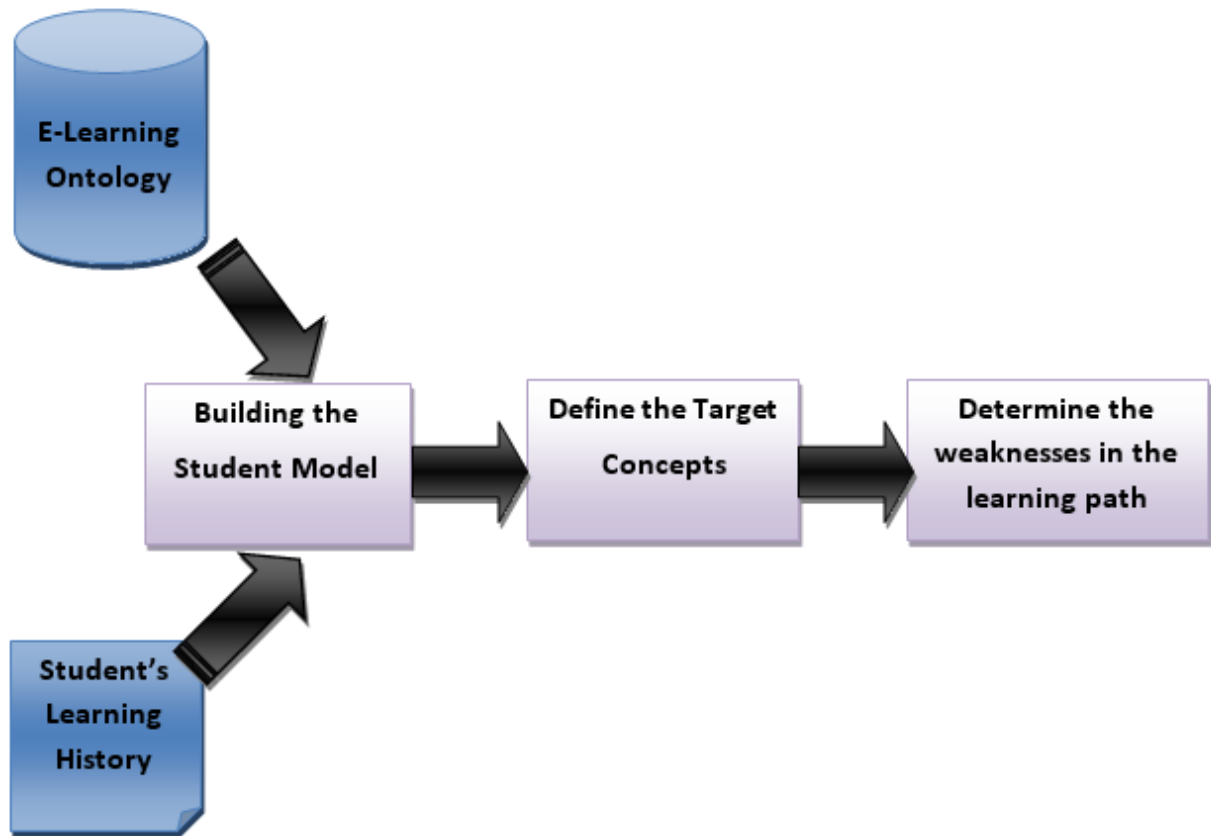 E-Learning
Ontology
Building the
Student Model
Define the Target
Concepts
Determine the
weaknesses in the
learning path
Student’s
Learning
History